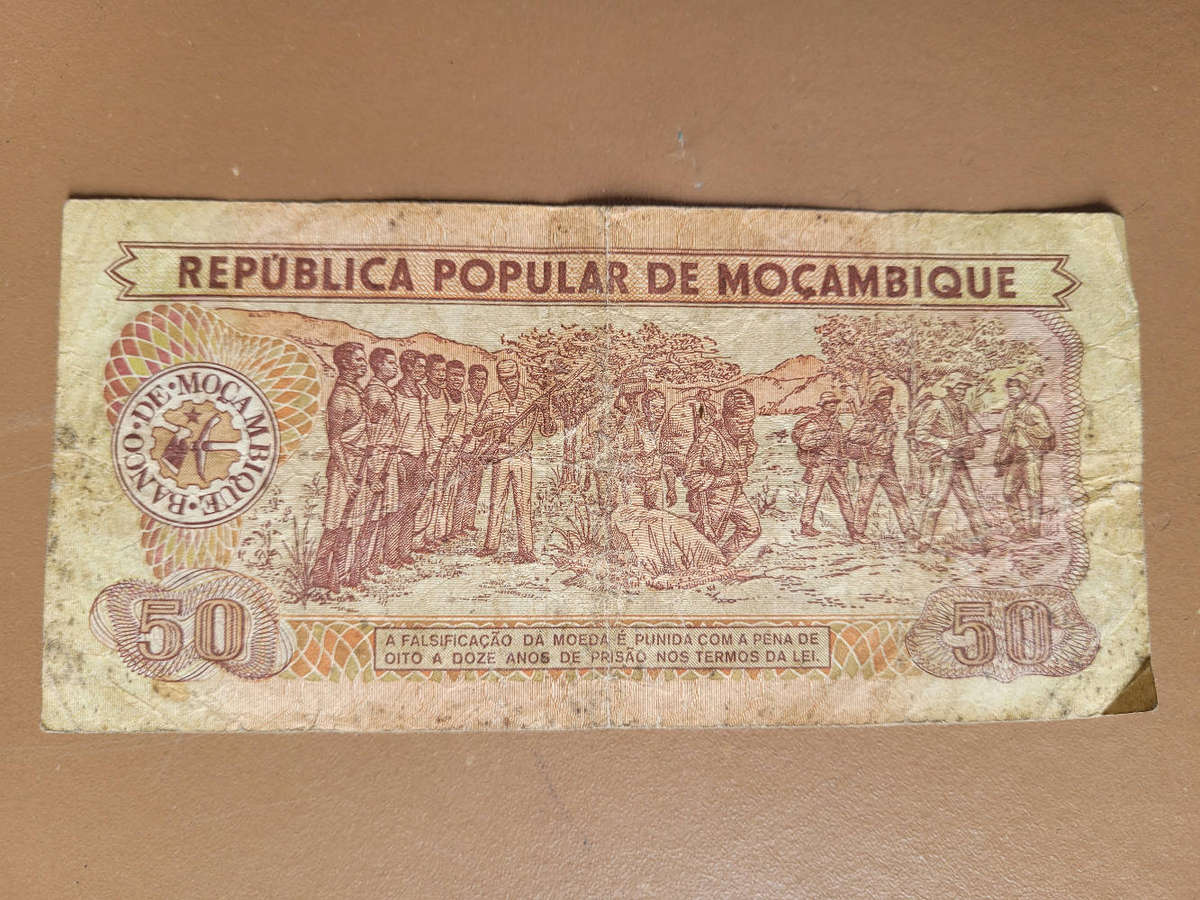 REPÚBLICA POPULAR DE MOÇAMBIQUE
BANCO·DE·MOÇAMBIQUE·
50
A FALSIFICAÇÃO DA MOEDA É PUNIDA COM A PENA DE
OITO A DOZE ANOS DE PRISÃO NOS TERMOS DA LEI.
50